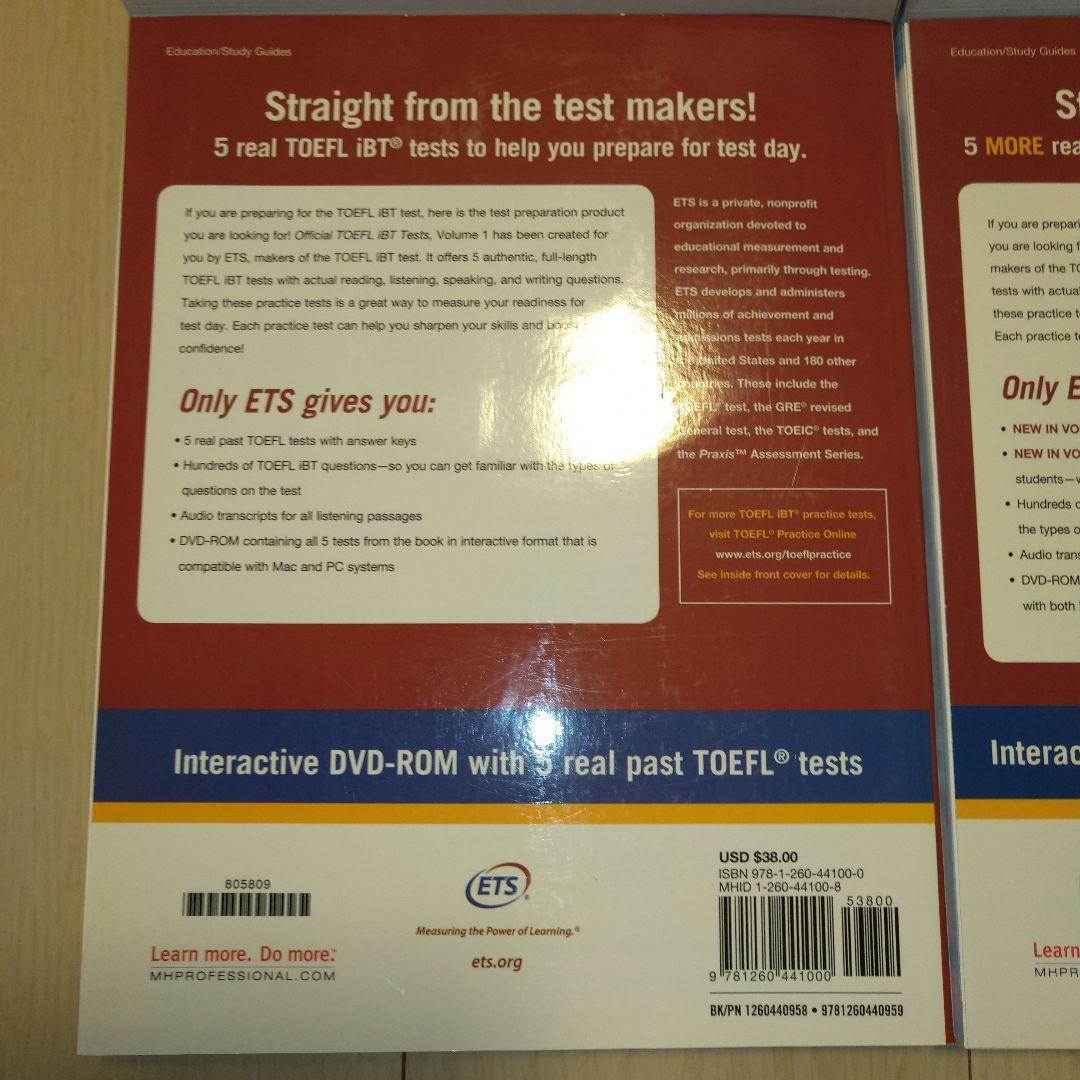 Education/Study Guides
Straight from the test makers!
5 real TOEFL iBT® tests to help you prepare for test day.
If you are preparing for the TOEFL iBT test, here is the test preparation product
you are looking for! Official TOEFL iBT Tests, Volume 1 has been created for
you by ETS, makers of the TOEFL iBT test. It offers 5 authentic, full-length
TOEFL iBT tests with actual reading, listening, speaking, and writing questions.
Taking these practice tests is a great way to measure your readiness for
test day. Each practice test can help you sharpen your skills and boost
confidence!
Only ETS gives you:
• 5 real past TOEFL tests with answer keys
• Hundreds of TOEFL iBT questions—so you can get familiar with the types of
questions on the test
• Audio transcripts for all listening passages
• DVD-ROM containing all 5 tests from the book in interactive format that is
compatible with Mac and PC systems
ETS is a private, nonprofit
organization devoted to
educational measurement and
research, primarily through testing.
ETS develops and administers
millions of achievement and
admissions tests each year in
the United States and 180 other
countries. These include the
TOEFL® test, the GRE® revised
General test, the TOEIC® tests, and
the Praxis™ Assessment Series.
For more TOEFL iBT® practice tests,
visit TOEFL® Practice Online
www.ets.org/toeflpractice
See inside front cover for details.
Interactive DVD-ROM with 5 real past TOEFL® tests
805809
Learn more. Do more.™
MHPROFESSIONAL.COM
ETS®
Measuring the Power of Learning.®
ets.org
USD $38.00
ISBN 978-1-260-44100-0
MHID 1-260-44100-8
53800
9 781260 441000
BK/PN 1260440958 • 9781260440959
Education/Study Guides
5 MORE rea
If you are prepari
you are looking f
makers of the TO
tests with actual
these practice t
Each practice te
Only E
• NEW IN VO
• NEW IN VO
students—w
• Hundreds o
the types o
• Audio trans
• DVD-ROM
with both
Interac
Learn
MHPR